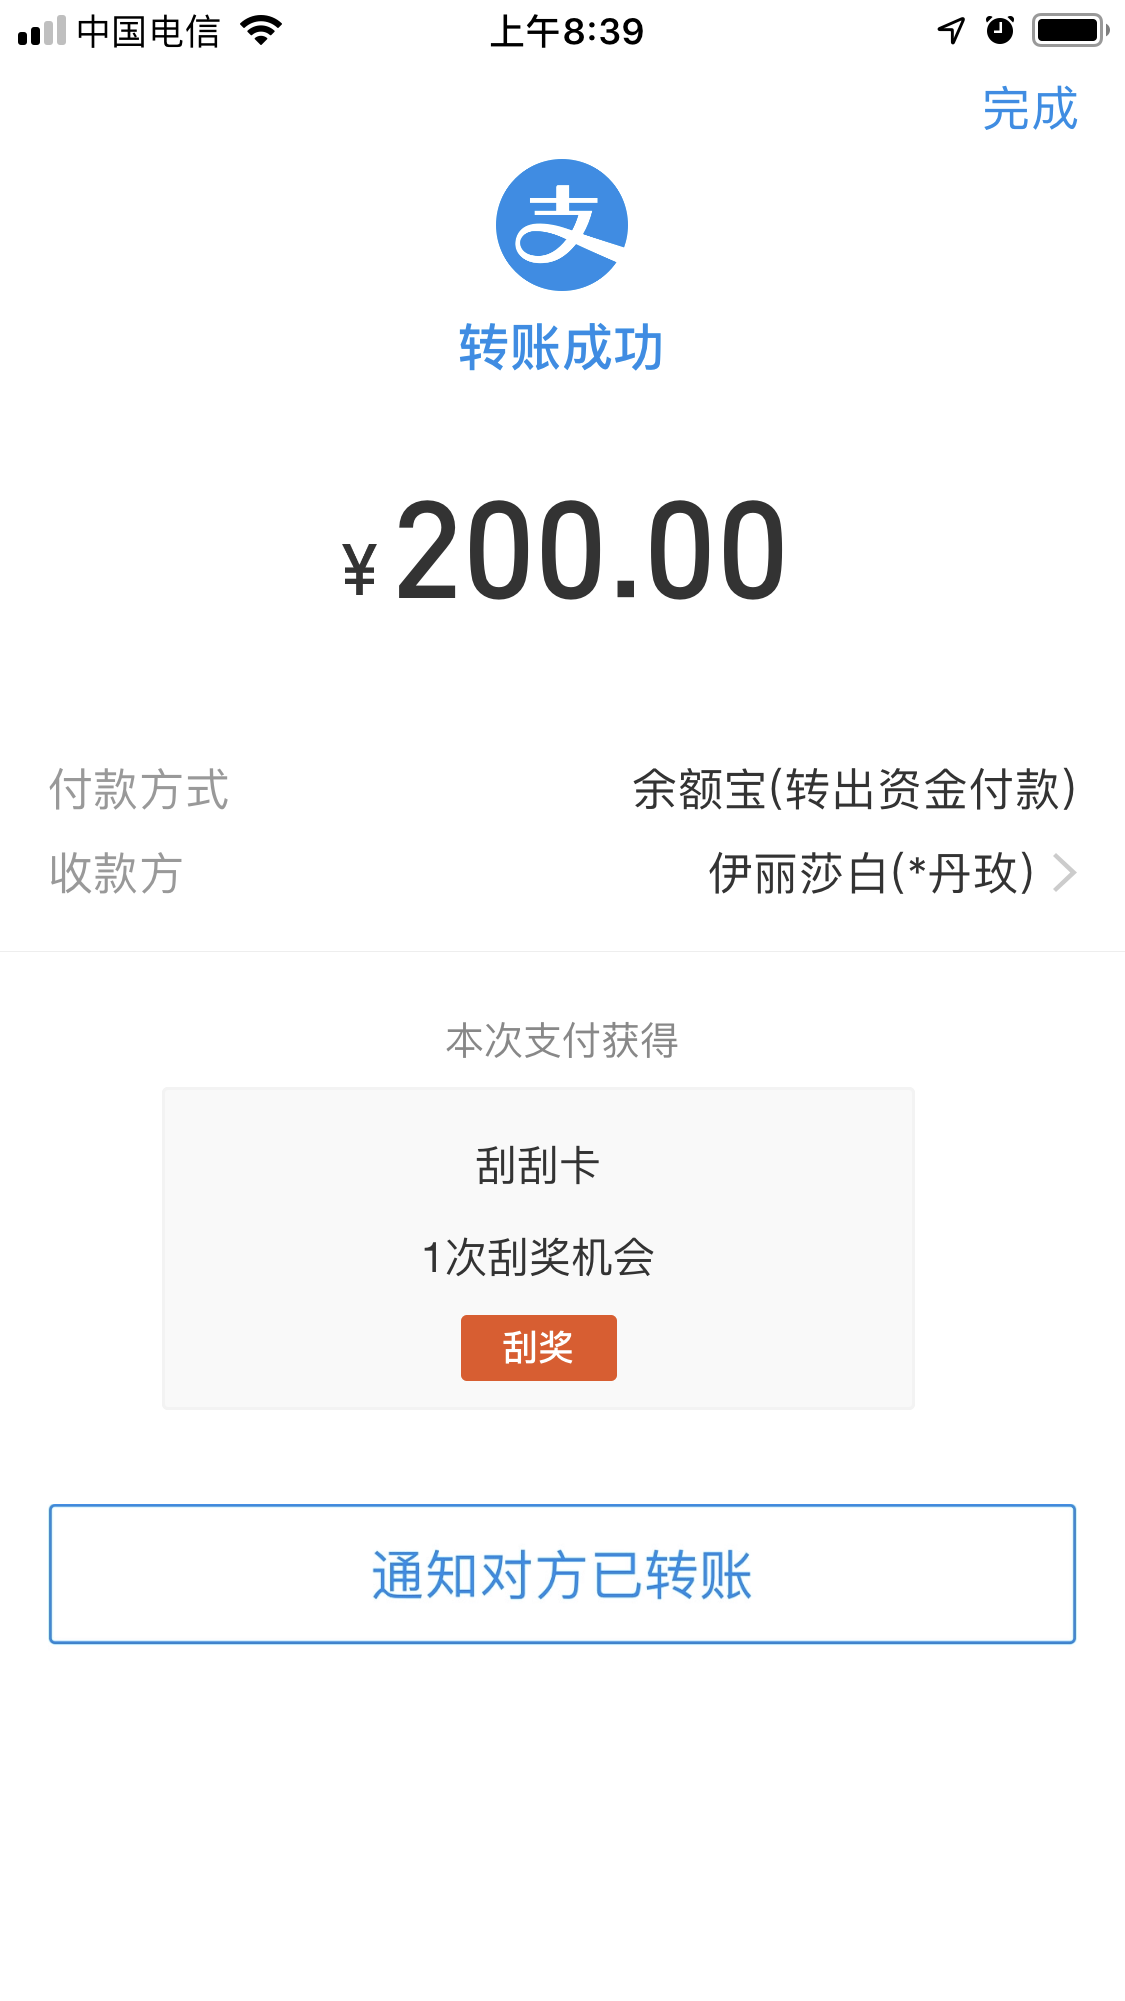 中国电信 上午8:39
完成
支
转账成功
¥200.00
付款方式 余额宝(转出资金付款)
收款方 伊丽莎白(*丹玫)
本次支付获得
刮刮卡
1次刮奖机会
刮奖
通知对方已转账